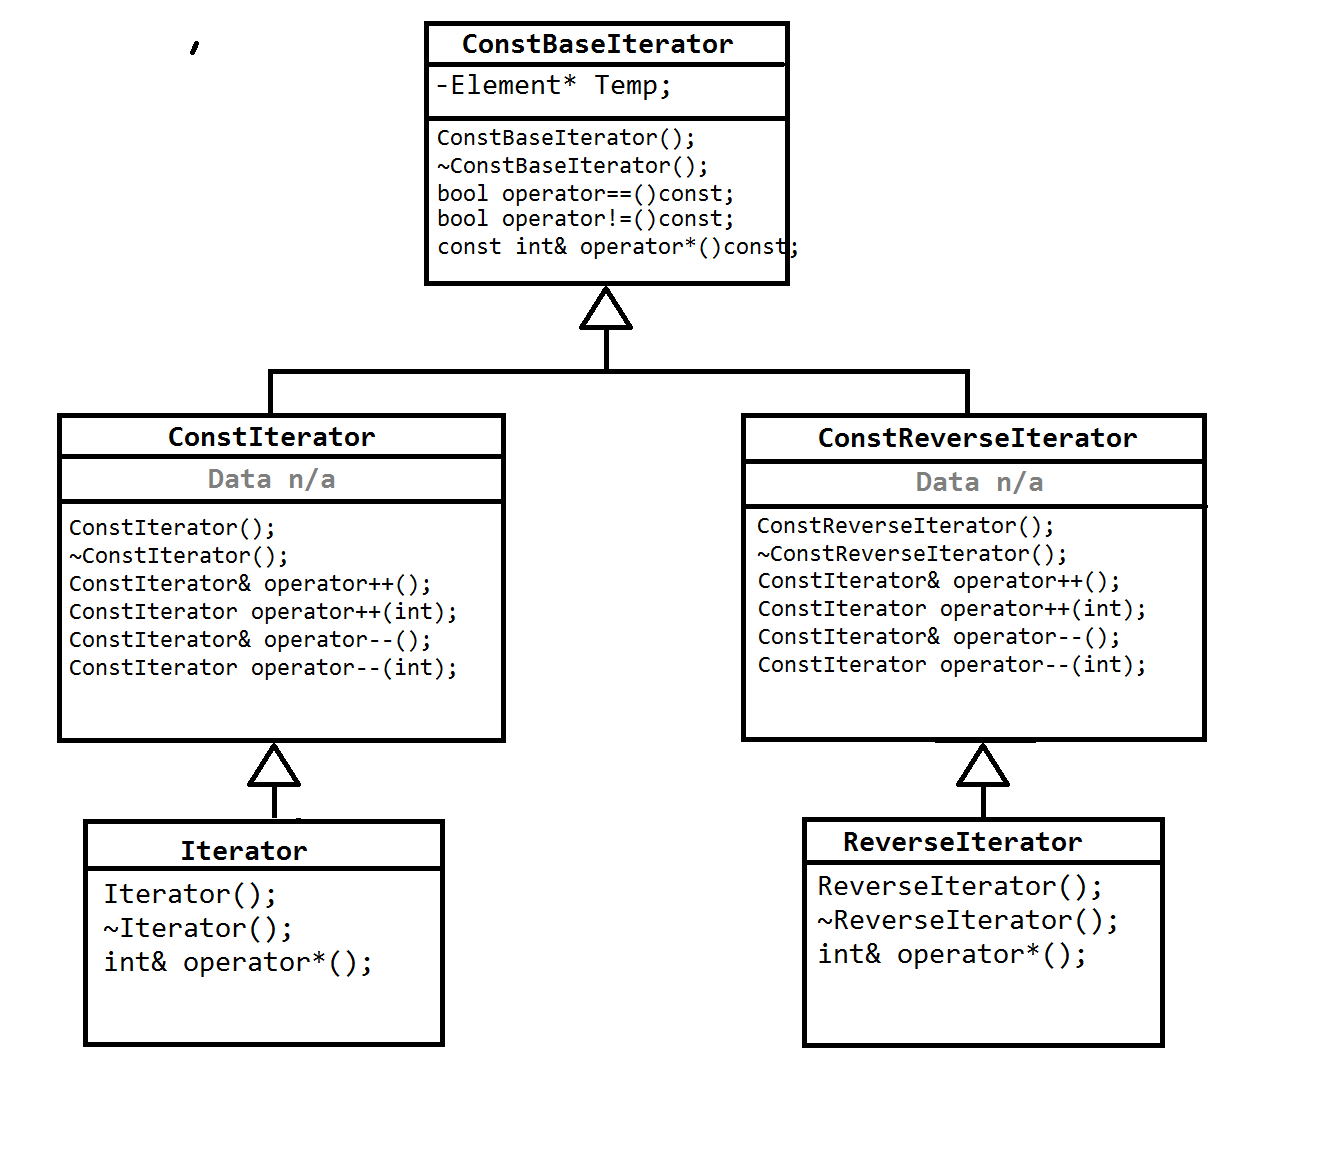 ConstBaseIterator
-Element* Temp;
ConstBaseIterator();
~ConstBaseIterator();
bool operator==()const;
bool operator!=()const;
const int& operator*()const;
ConstIterator
Data n/a
ConstIterator();
~ConstIterator();
ConstIterator& operator++();
ConstIterator operator++(int);
ConstIterator& operator--();
ConstIterator operator--(int);
ConstReverseIterator
Data n/a
ConstReverseIterator();
~ConstReverseIterator();
ConstIterator& operator++();
ConstIterator operator++(int);
ConstIterator& operator--();
ConstIterator operator--(int);
Iterator
Iterator();
~Iterator();
int& operator*();
ReverseIterator
ReverseIterator();
~ReverseIterator();
int& operator*();